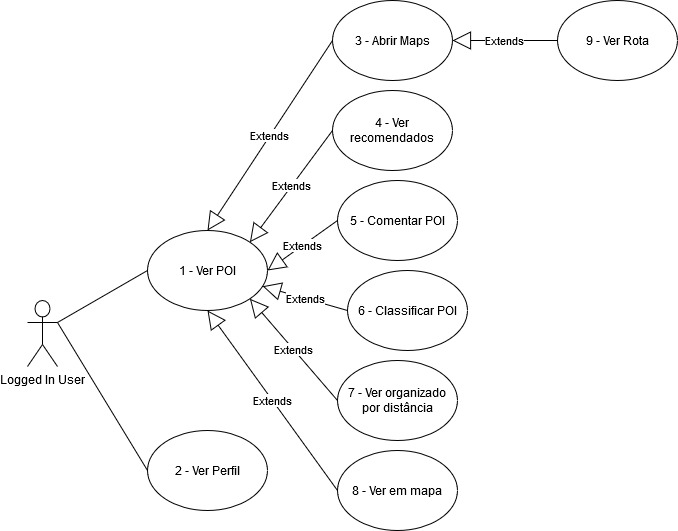 3 - Abrir Maps
Extends
9 - Ver Rota
Extends
4 - Ver
recomendados
Extends
5 - Comentar POI
Extends
1 - Ver POI
Extends
6 - Classificar POI
Extends
7 - Ver organizado
por distância
Extends
Logged In User
2 - Ver Perfil
8 - Ver em mapa
Extends